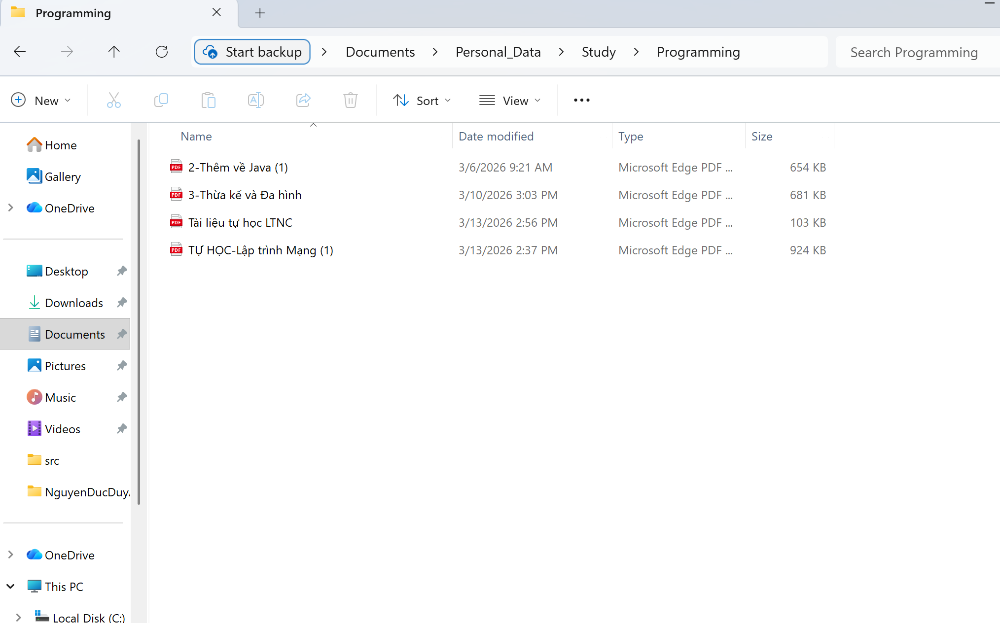 Programming
Start backup > Documents > Personal_Data > Study > Programming
Search Programming
New
Sort
View
Name
Date modified
Type
Size
2-Thêm về Java (1) 3/6/2026 9:21 AM Microsoft Edge PDF ... 654 KB
3-Thừa kế và Đa hình 3/10/2026 3:03 PM Microsoft Edge PDF ... 681 KB
Tài liệu tự học LTNC 3/13/2026 2:56 PM Microsoft Edge PDF ... 103 KB
TỰ HỌC-Lập trình Mạng (1) 3/13/2026 2:37 PM Microsoft Edge PDF ... 924 KB
Home
Gallery
OneDrive
Desktop
Downloads
Documents
Pictures
Music
Videos
src
NguyenDucDuy
OneDrive
This PC
Local Disk (C:)